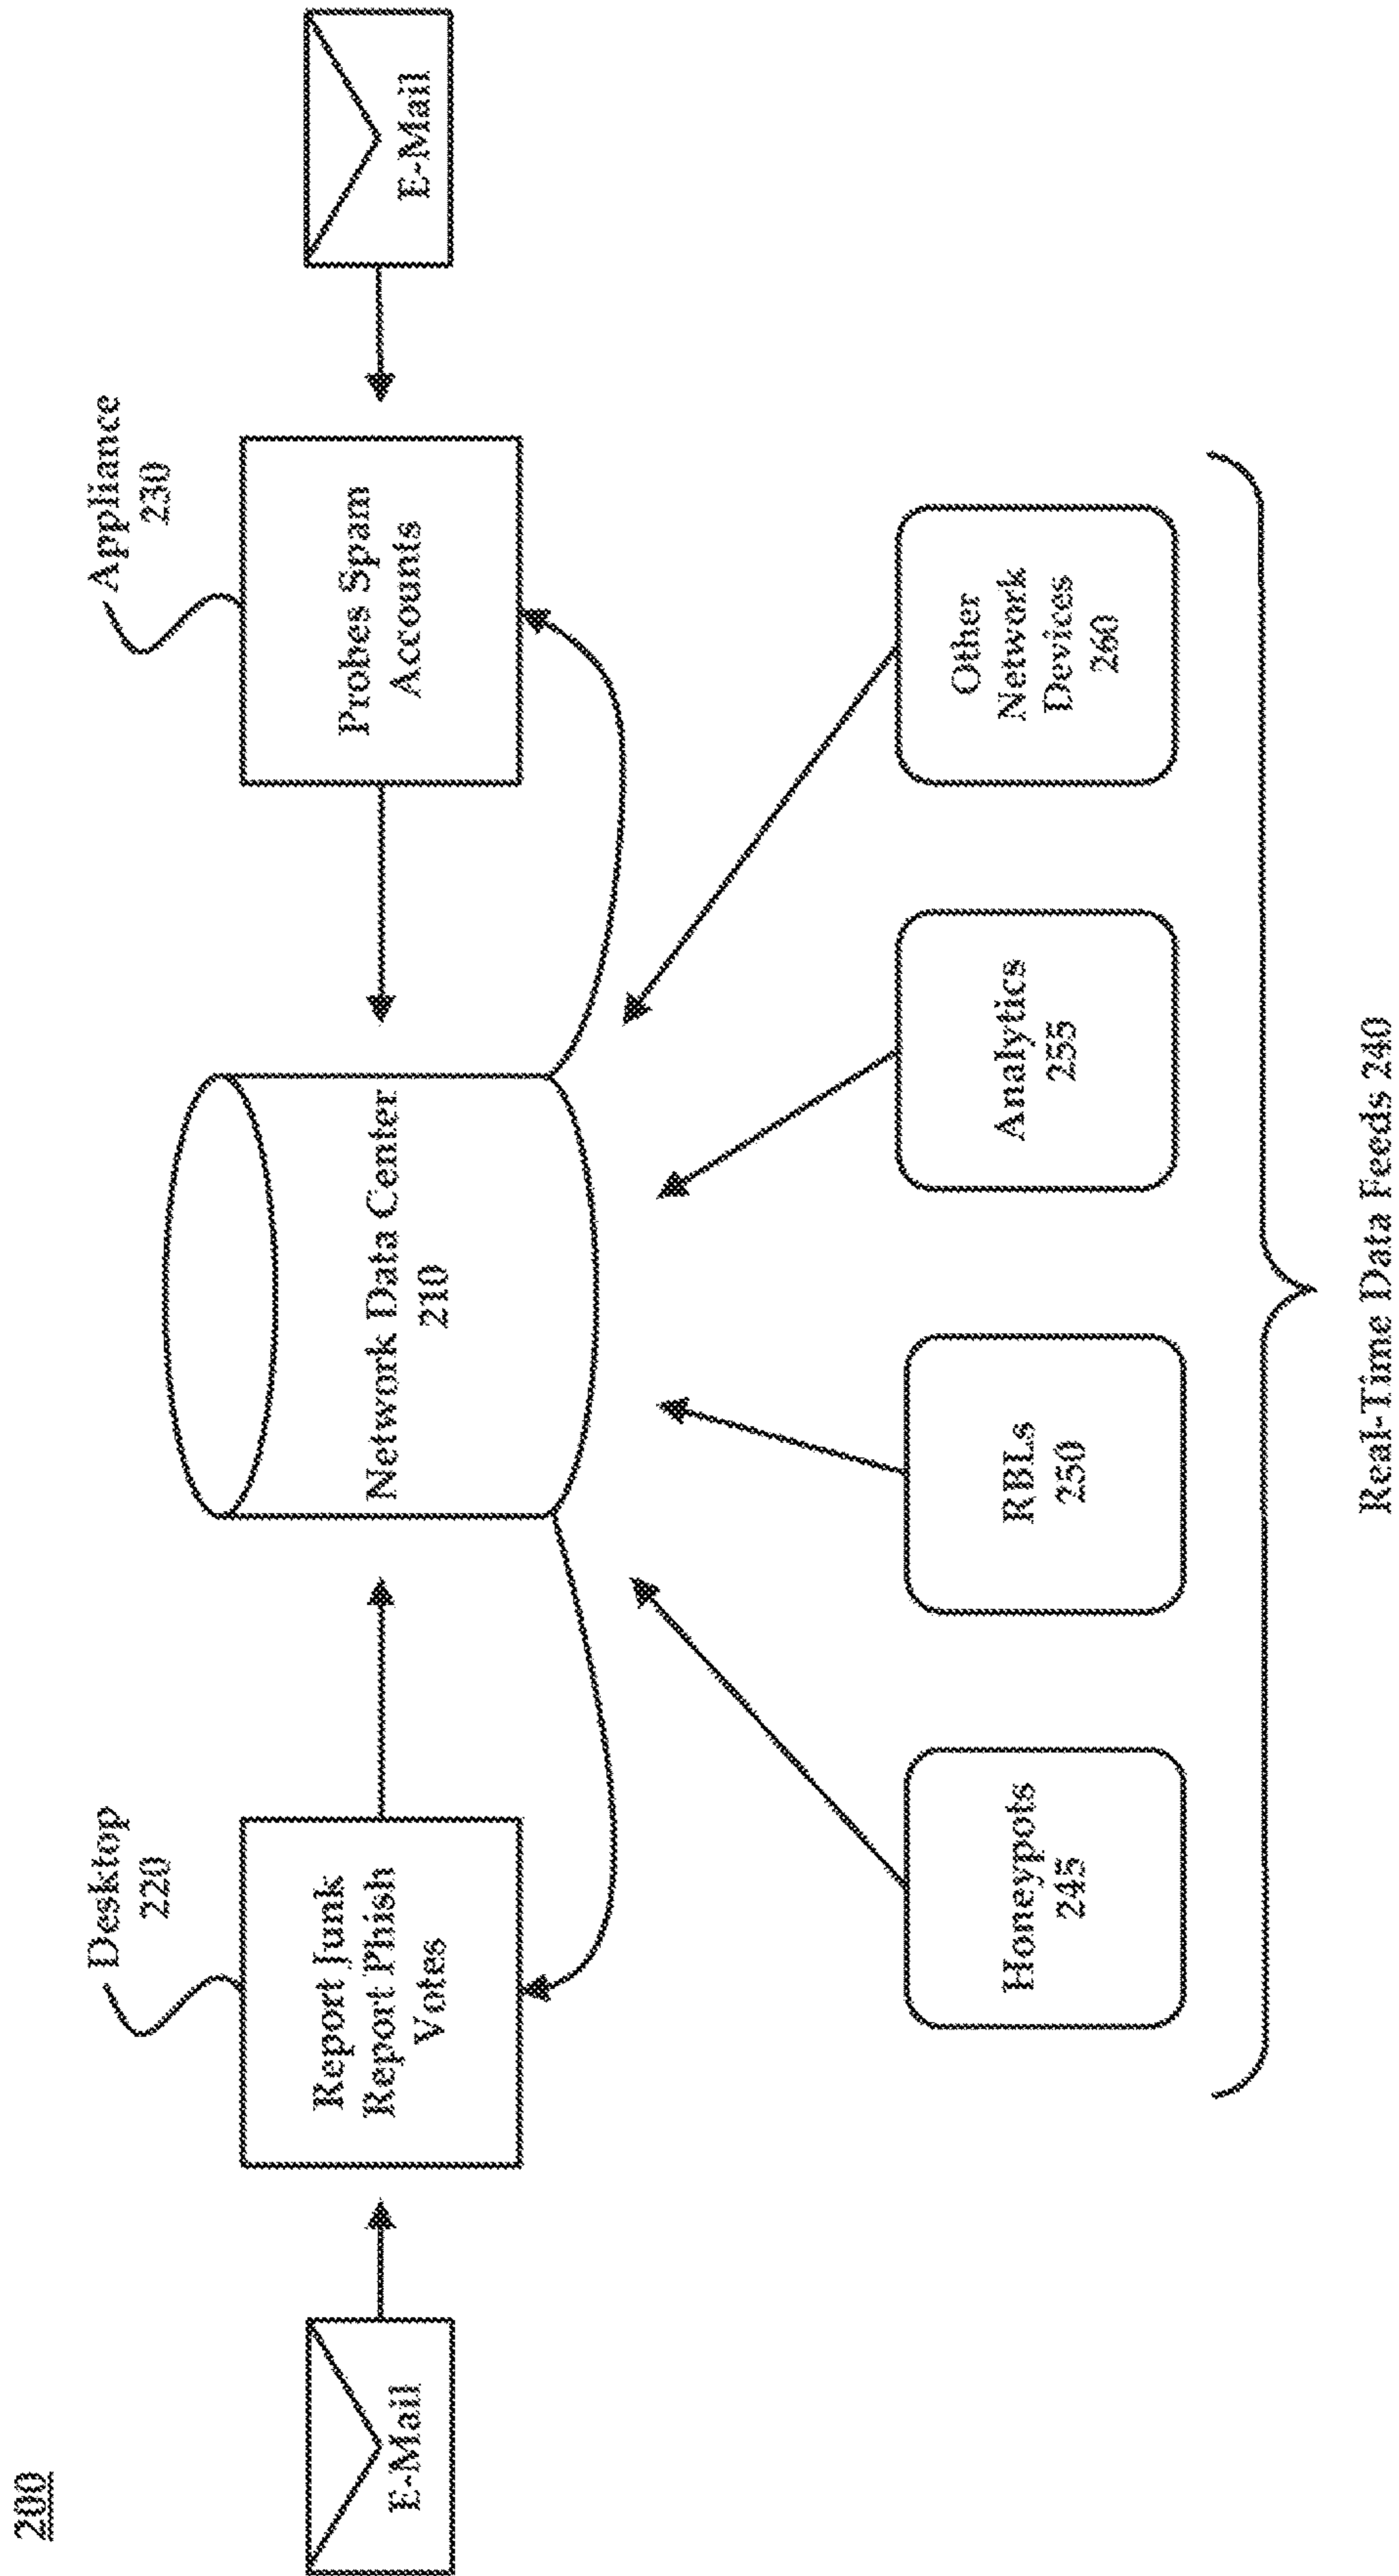 200
Desktop
220
Appliance
230
E-Mail
Report Junk
Report Phish
Votes
Network Data Center
210
Probes Spam
Accounts
E-Mail
Honeypots
245
RBLs
250
Analytics
255
Other
Network
Devices
260
Real-Time Data Feeds 240